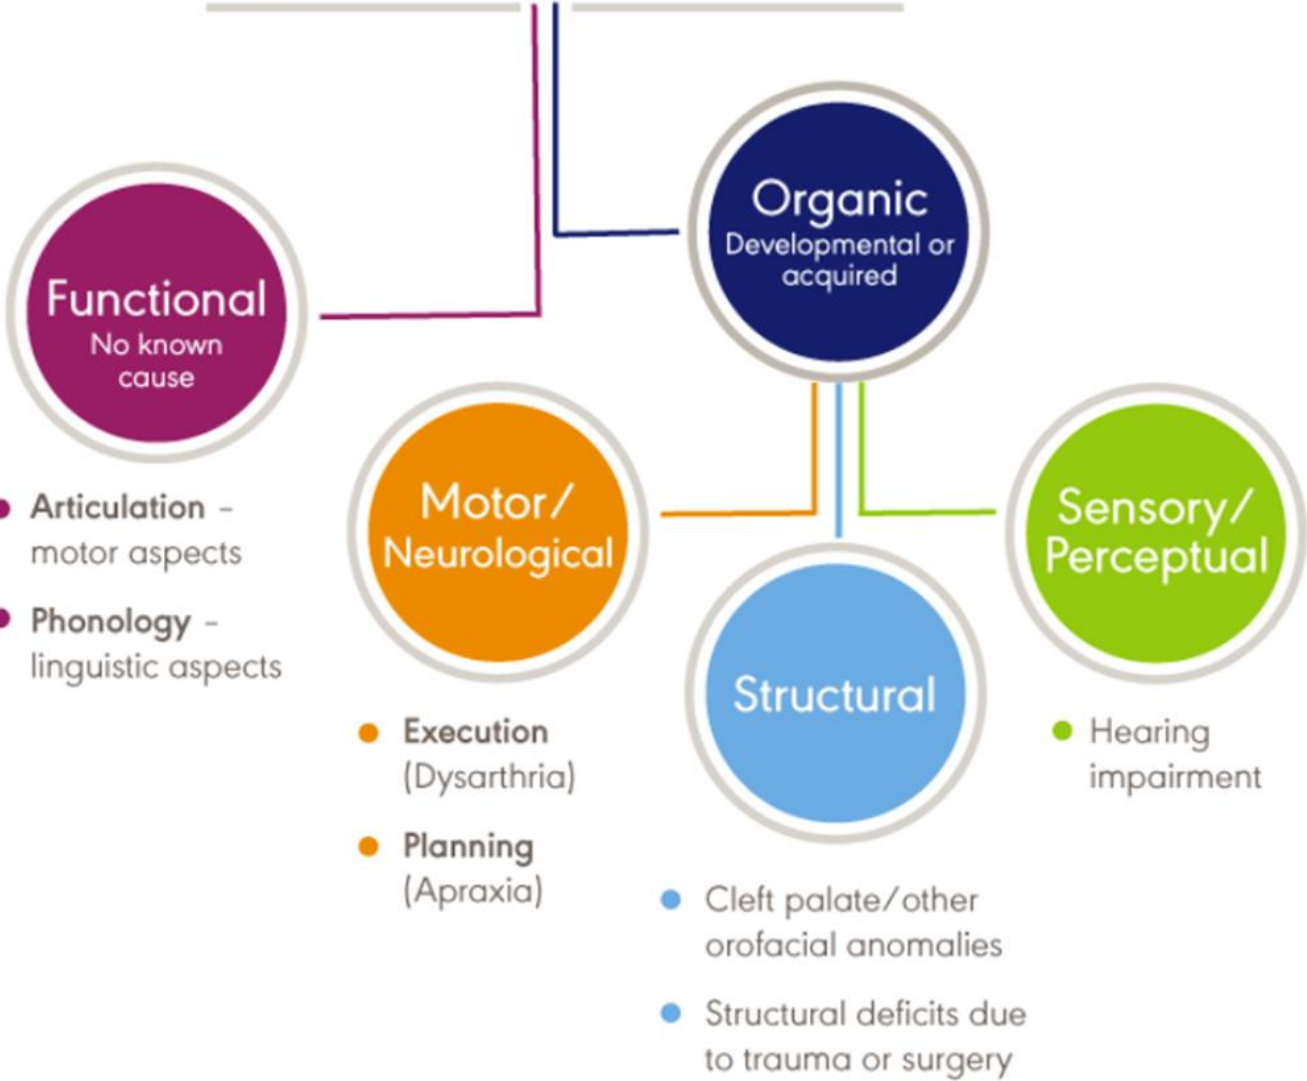 Organic
Developmental or
acquired
Functional
No known
cause
Articulation –
motor aspects
Phonology –
linguistic aspects
Motor/
Neurological
Execution
(Dysarthria)
Planning
(Apraxia)
Structural
Cleft palate/other
orofacial anomalies
Structural deficits due
to trauma or surgery
Sensory/
Perceptual
Hearing
impairment